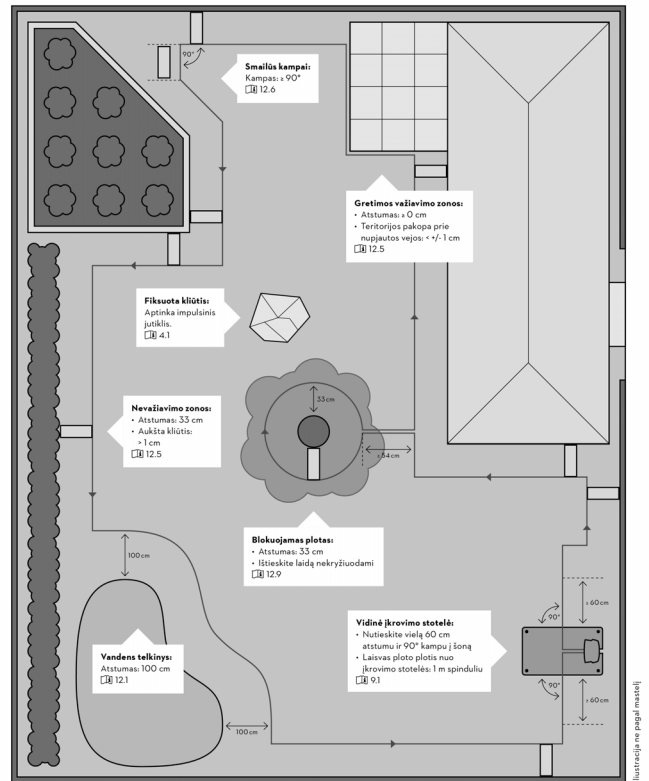 90°
Smailūs kampai:
Kampas: ≥ 90°
12.6
Gretimos važiavimo zonos:
• Atstumas: ≥ 0 cm
• Teritorijos pakopa prie
nupjautos vejos: < +/- 1 cm
12.5
Fiksuota kliūtis:
Aptinka impulsinis
jutiklis.
4.1
33 cm
Nevažiavimo zonos:
• Atstumas: 33 cm
• Aukšta kliūtis:
> 1 cm
12.5
≥ 54 cm
Blokuojamas plotas:
• Atstumas: 33 cm
• Ištieskite laidą nekryžiuodami
12.9
100 cm
≥ 60 cm
90°
Vidinė įkrovimo stotelė:
• Nutieskite vielą 60 cm
atstumu ir 90° kampu į šoną
• Laisvas ploto plotis nuo
įkrovimo stotelės: 1 m spinduliu
9.1
Vandens telkinys:
Atstumas: 100 cm
12.1
90°
≥ 60 cm
100 cm
Iliustracija ne pagal mastelį